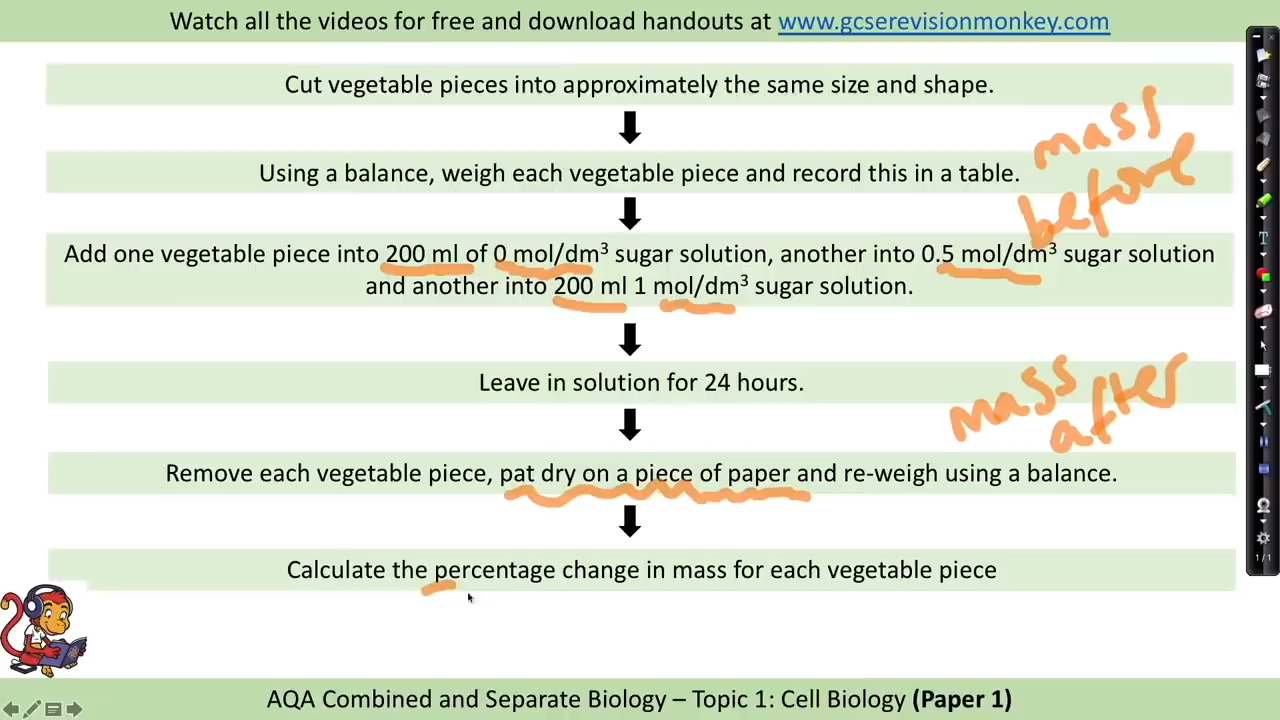 Watch all the videos for free and download handouts at www.gcserevisionmonkey.com
Cut vegetable pieces into approximately the same size and shape.
mass
before
Using a balance, weigh each vegetable piece and record this in a table.
Add one vegetable piece into 200 ml of 0 mol/dm³ sugar solution, another into 0.5 mol/dm³ sugar solution
and another into 200 ml 1 mol/dm³ sugar solution.
Leave in solution for 24 hours.
mass
after
Remove each vegetable piece, pat dry on a piece of paper and re-weigh using a balance.
Calculate the percentage change in mass for each vegetable piece
AQA Combined and Separate Biology – Topic 1: Cell Biology (Paper 1)
1/1